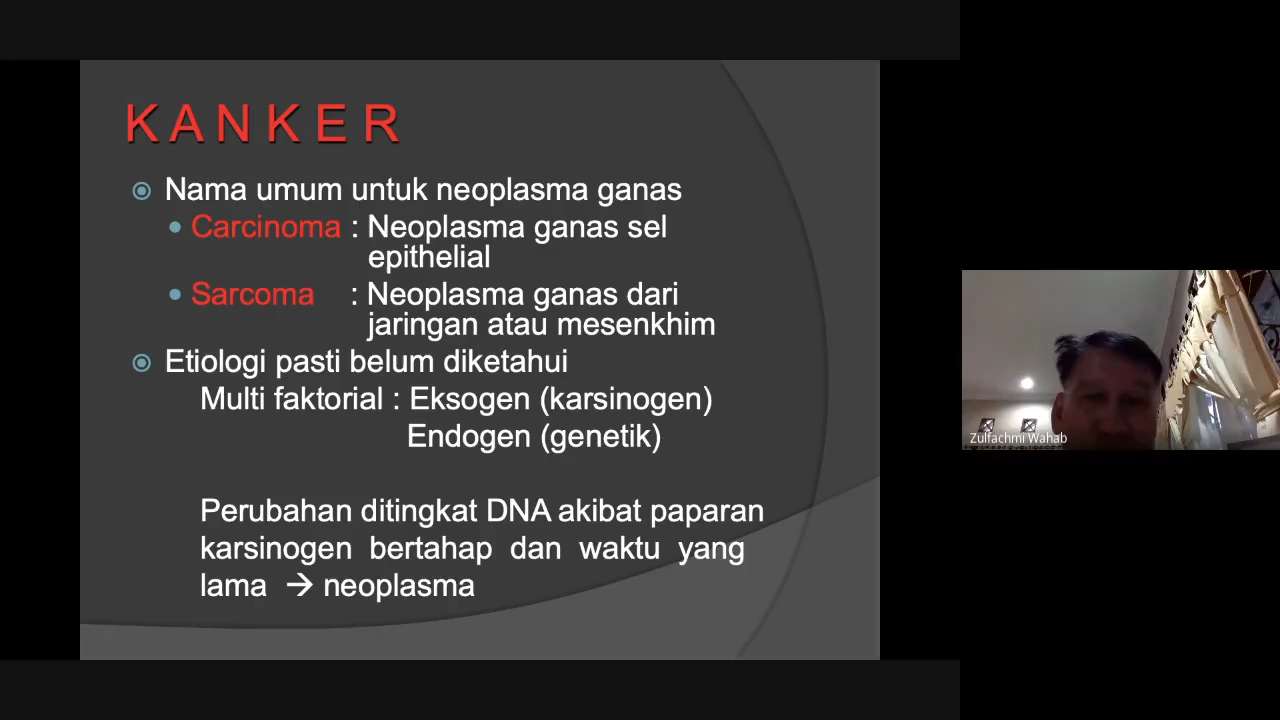 K A N K E R
Nama umum untuk neoplasma ganas
Carcinoma : Neoplasma ganas sel
epithelial
Sarcoma : Neoplasma ganas dari
jaringan atau mesenkhim
Etiologi pasti belum diketahui
Multi faktorial : Eksogen (karsinogen)
Endogen (genetik)
Perubahan ditingkat DNA akibat paparan
karsinogen bertahap dan waktu yang
lama → neoplasma
Zulfachmi Wahab